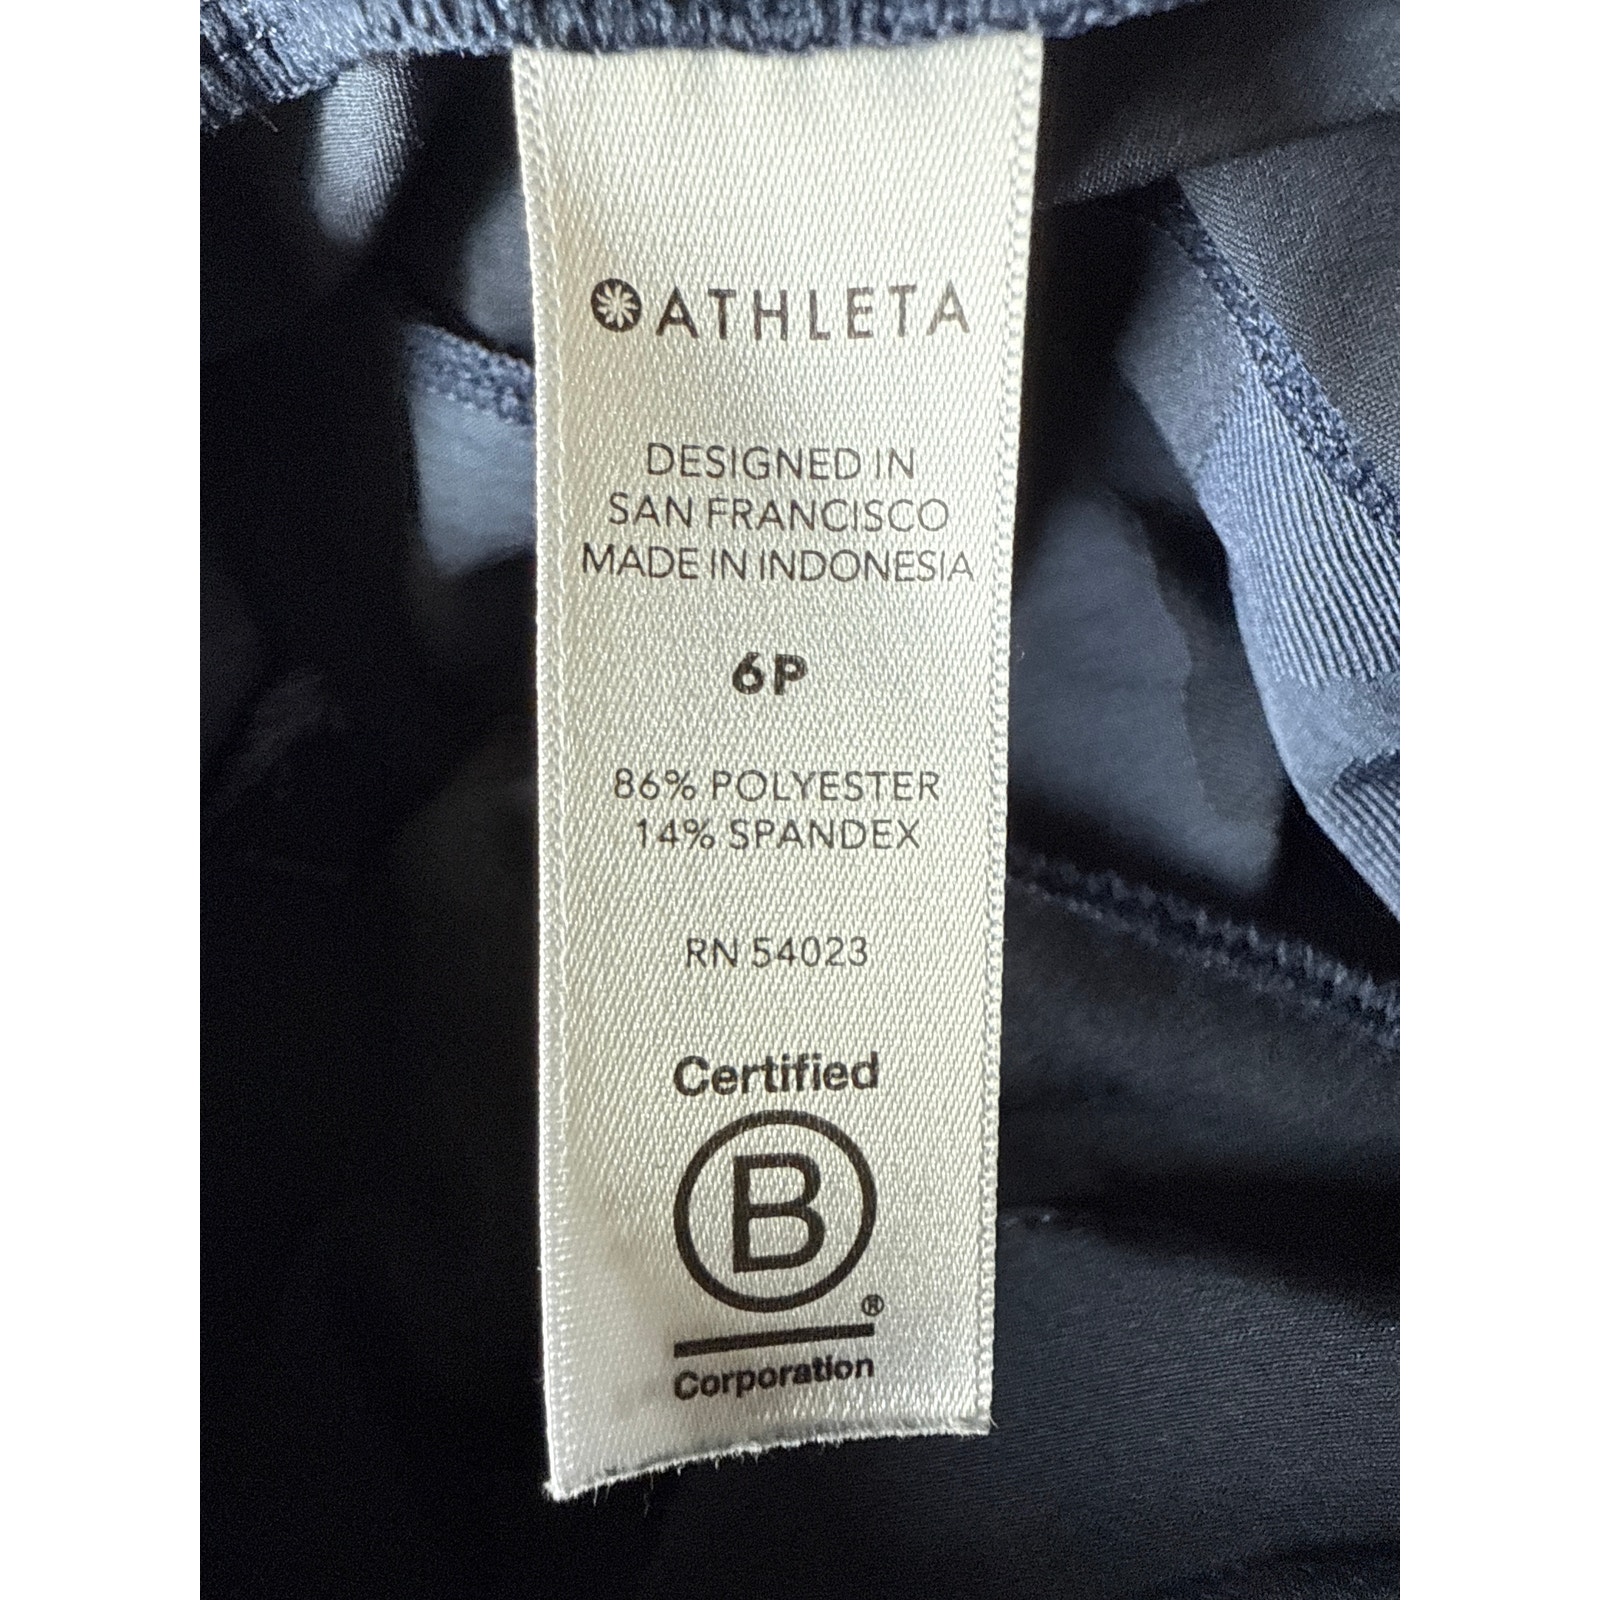 ATHLETA
DESIGNED IN
SAN FRANCISCO
MADE IN INDONESIA
6P
86% POLYESTER
14% SPANDEX
RN 54023
Certified
B
®
Corporation